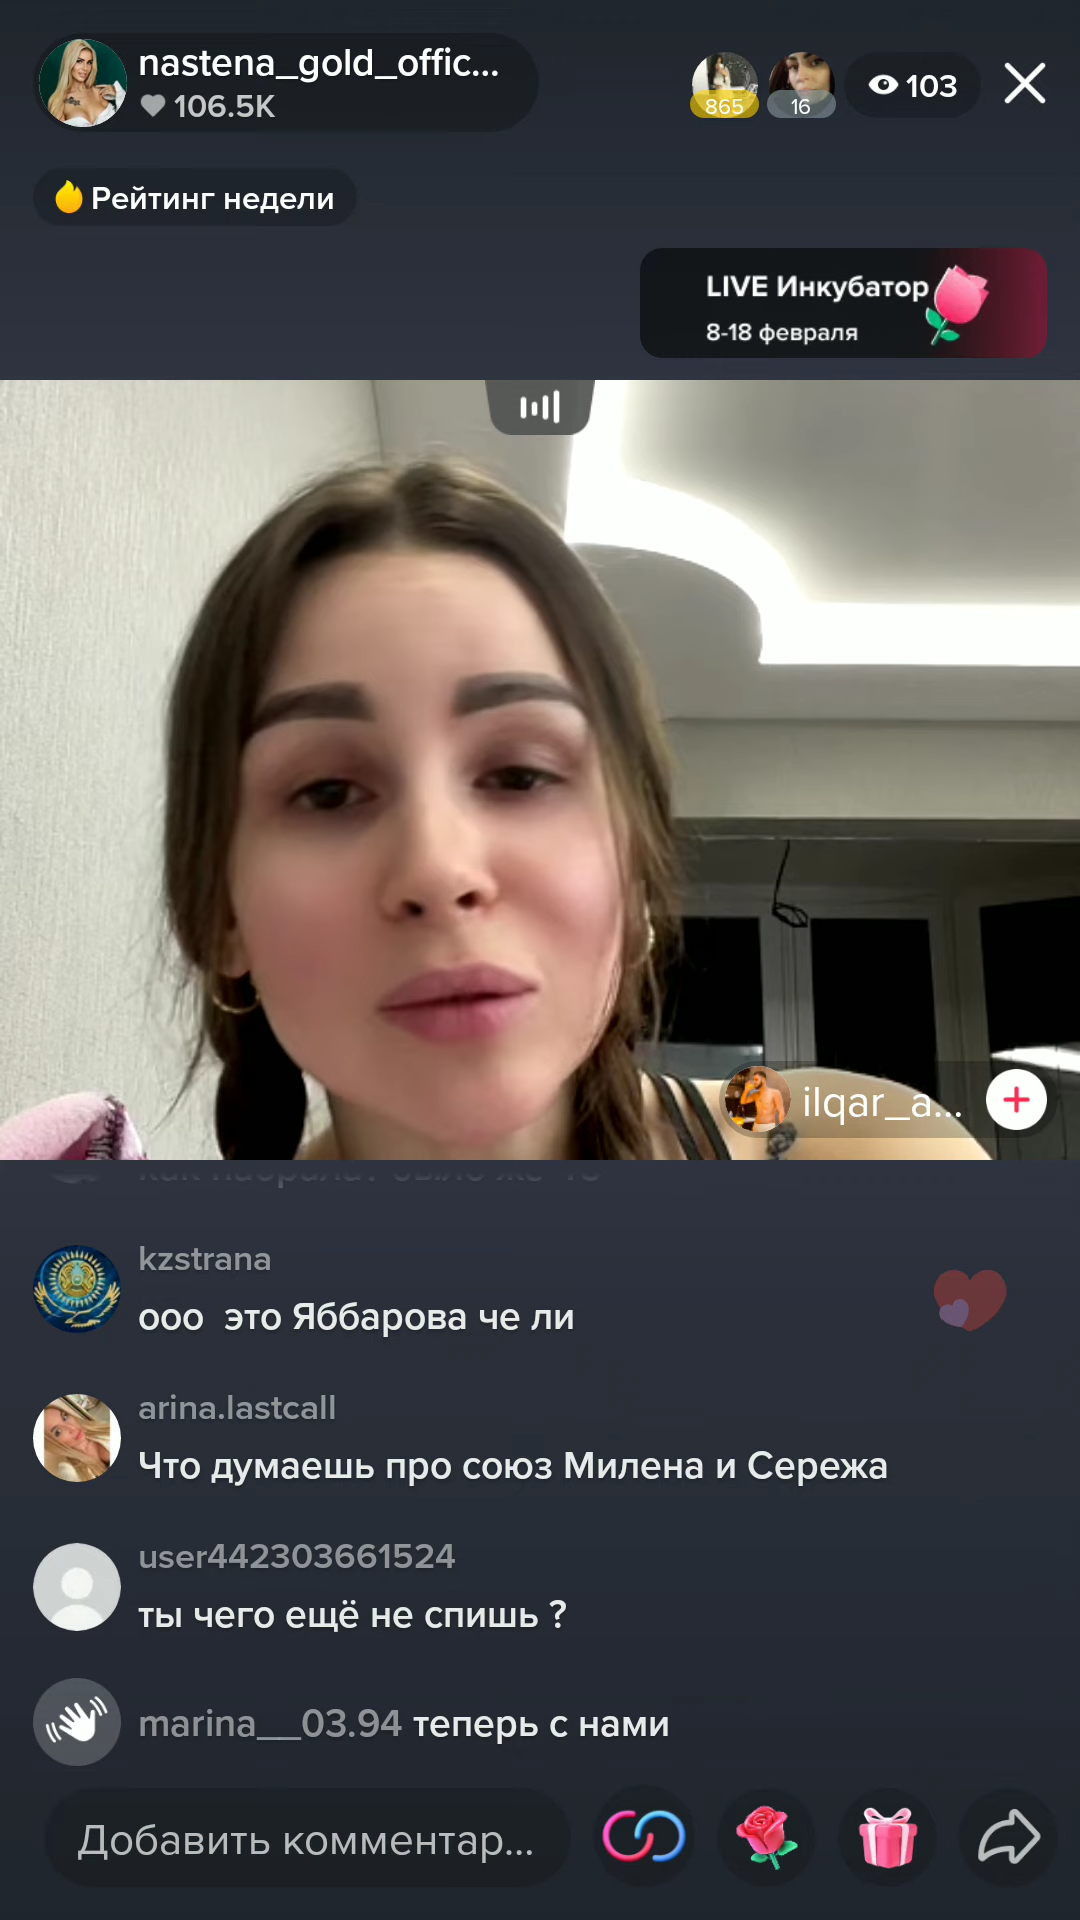 nastena_gold_offic...
106.5K
865
16
103
Рейтинг недели
LIVE Инкубатор
8-18 февраля
ilqar_a...
kzstrana
ооо это Яббарова че ли
arina.lastcall
Что думаешь про союз Милена и Сережа
user442303661524
ты чего ещё не спишь ?
marina__03.94 теперь с нами
Добавить комментар...